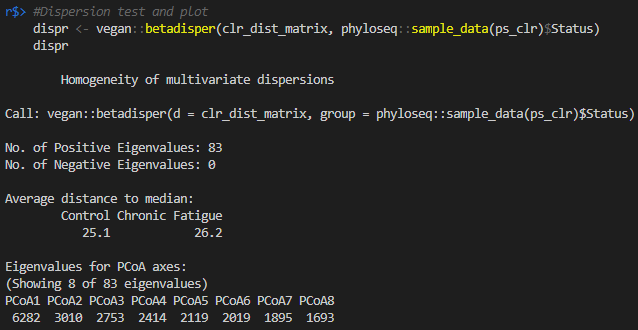 r$> #Dispersion test and plot
dispr <- vegan::betadisper(clr_dist_matrix, phyloseq::sample_data(ps_clr)$Status)
dispr
Homogeneity of multivariate dispersions
Call: vegan::betadisper(d = clr_dist_matrix, group = phyloseq::sample_data(ps_clr)$Status)
No. of Positive Eigenvalues: 83
No. of Negative Eigenvalues: 0
Average distance to median:
Control Chronic Fatigue
25.1 26.2
Eigenvalues for PCoA axes:
(Showing 8 of 83 eigenvalues)
PCoA1 PCoA2 PCoA3 PCoA4 PCoA5 PCoA6 PCoA7 PCoA8
6282 3010 2753 2414 2119 2019 1895 1693